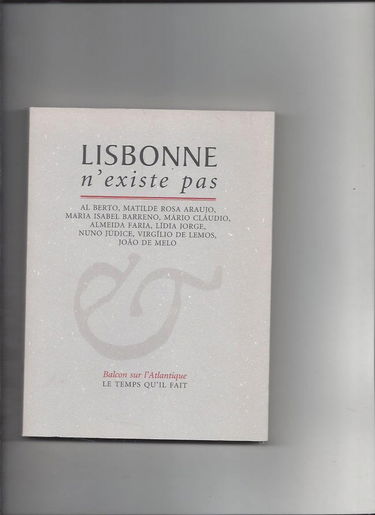 LISBONNE
n'existe pas
AL BERTO, MATILDE ROSA ARAUJO,
MARIA ISABEL BARRENO, MÁRIO CLÁUDIO,
ALMEIDA FARIA, LÍDIA JORGE,
NUNO JÚDICE, VIRGÍLIO DE LEMOS,
JOÃO DE MELO
&
Balcon sur l'Atlantique
LE TEMPS QU'IL FAIT